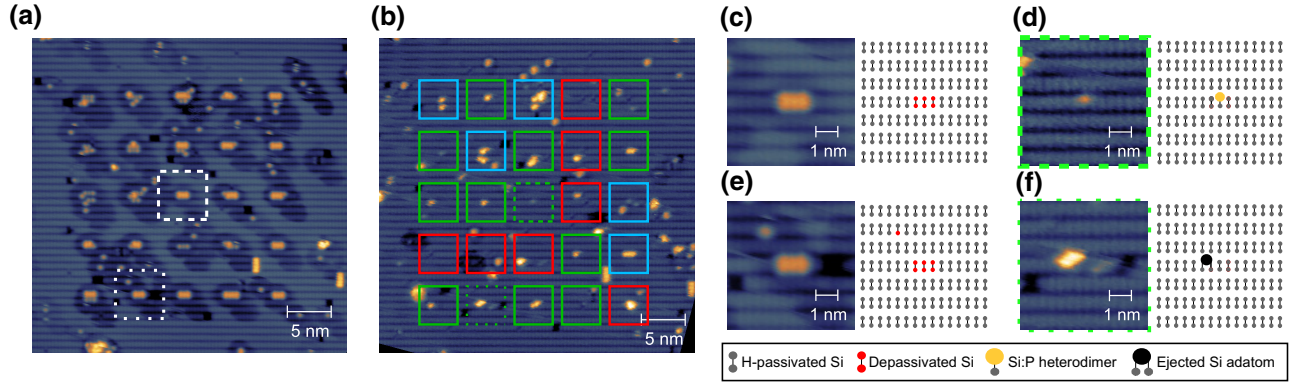 (a)
5 nm
(b)
5 nm
(c)
1 nm
(d)
1 nm
(e)
1 nm
(f)
1 nm
H-passivated Si
Depassivated Si
Si:P heterodimer
Ejected Si adatom